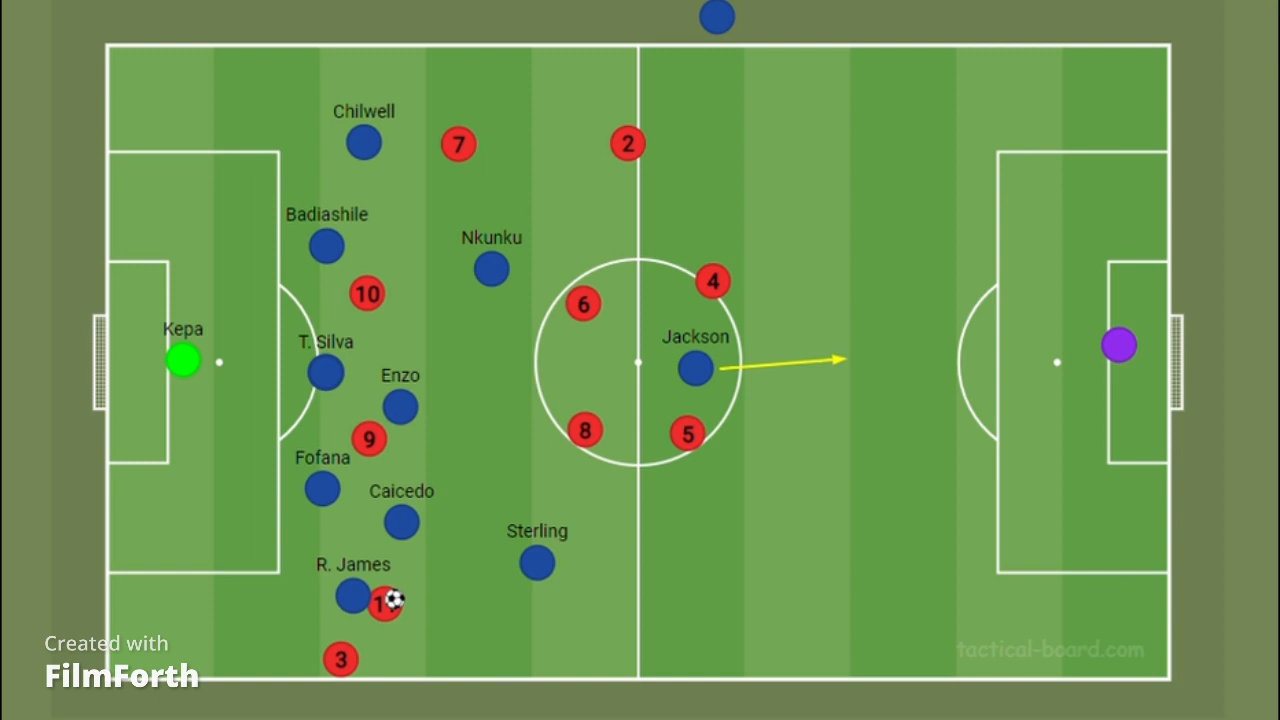 Chilwell
7
2
Badiashile
Nkunku
10
6
4
Kepa
T. Silva
Jackson
Enzo
9
8
5
Fofana
Caicedo
Sterling
R. James
3
Created with
FilmForth
tactical-board.com